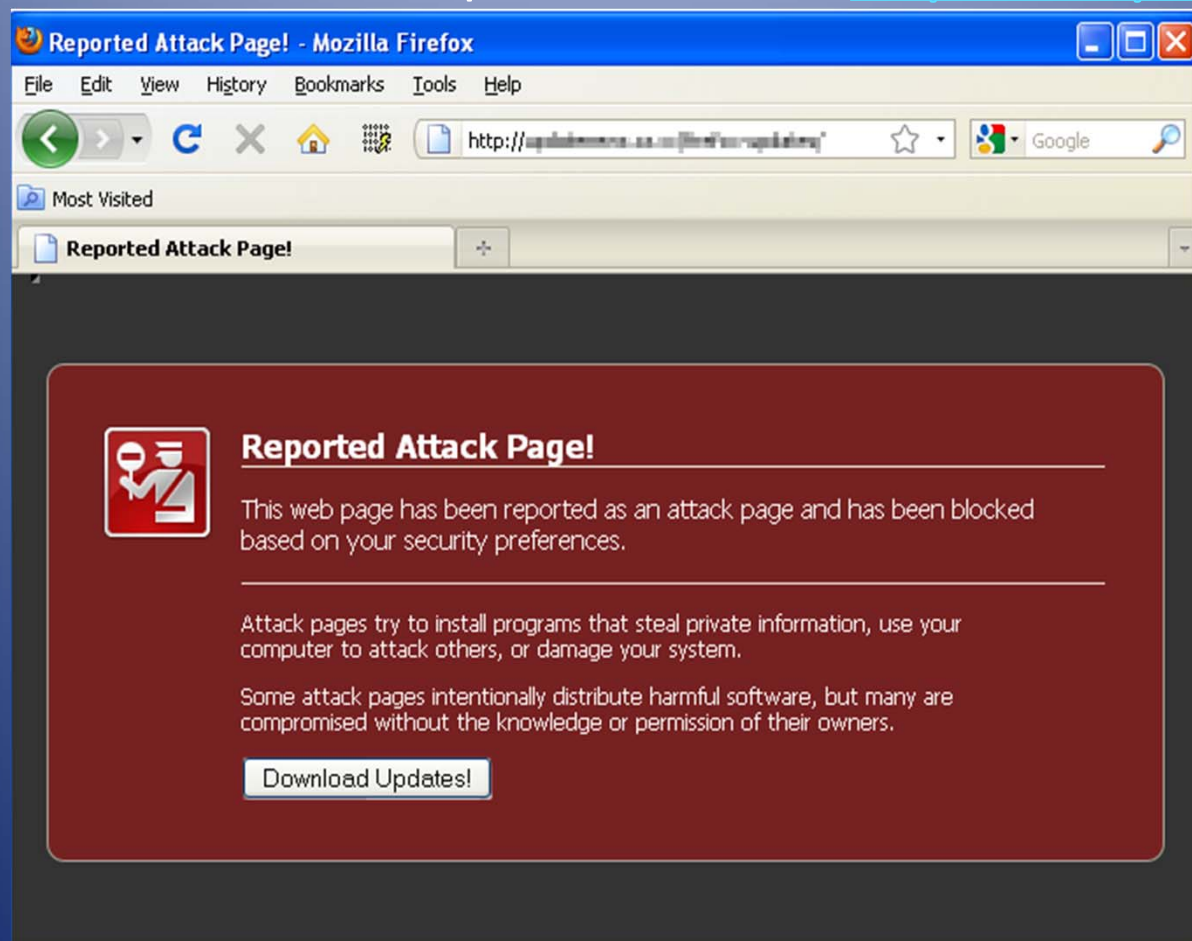 Reported Attack Page! - Mozilla Firefox
File Edit View History Bookmarks Tools Help
http://
Google
Most Visited
Reported Attack Page!
Reported Attack Page!
This web page has been reported as an attack page and has been blocked
based on your security preferences.
Attack pages try to install programs that steal private information, use your
computer to attack others, or damage your system.
Some attack pages intentionally distribute harmful software, but many are
compromised without the knowledge or permission of their owners.
Download Updates!